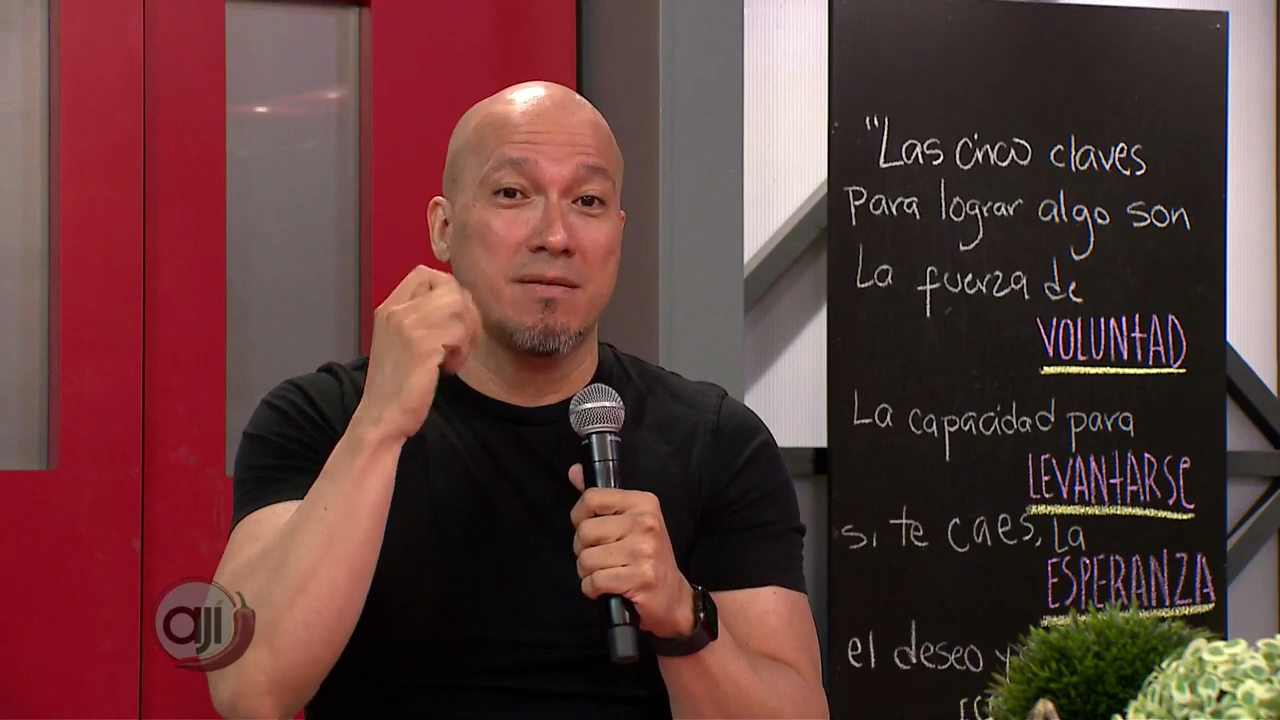 "Las cinco claves
para lograr algo son
La fuerza de
VOLUNTAD
La capacidad para
LEVANTARSE
si te caes, La
ESPERANZA
el deseo y
ají